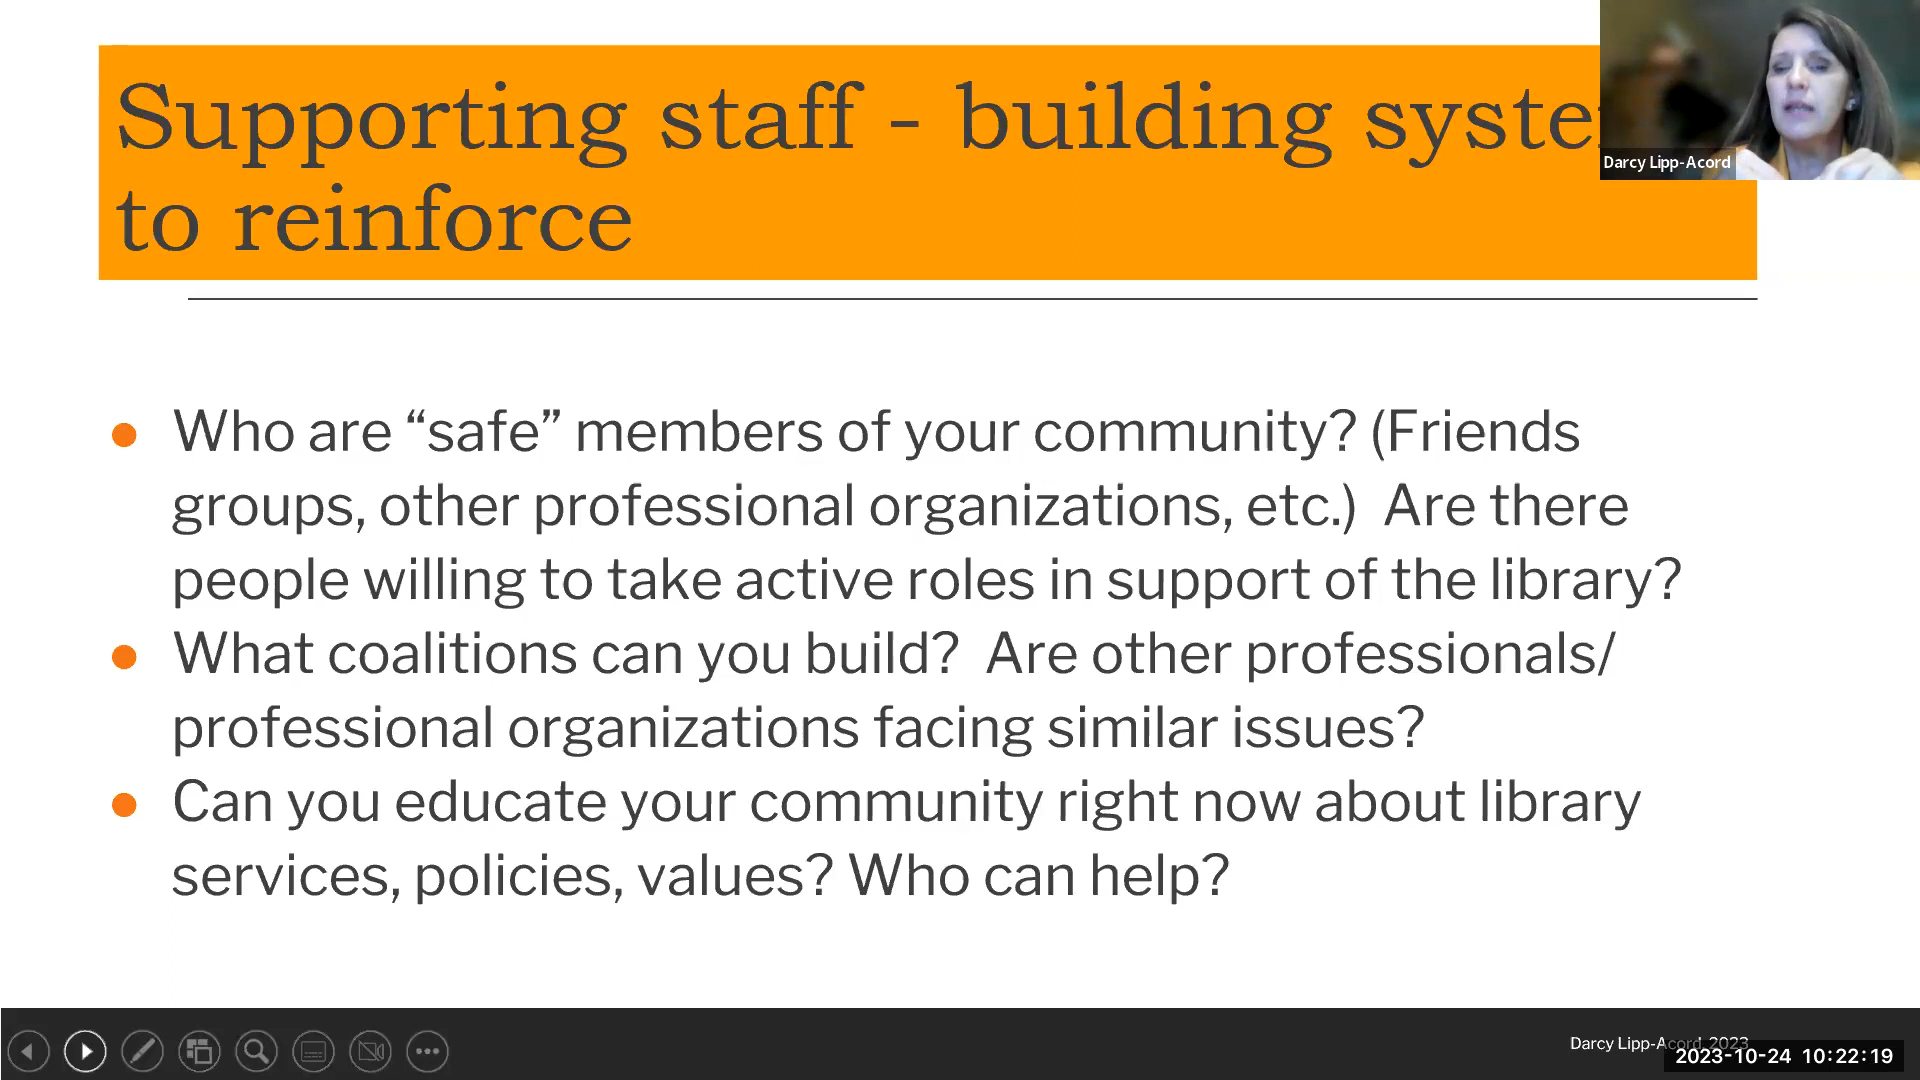 Supporting staff - building syste
to reinforce
Darcy Lipp-Acord
● Who are “safe” members of your community? (Friends
groups, other professional organizations, etc.)  Are there
people willing to take active roles in support of the library?
● What coalitions can you build?  Are other professionals/
professional organizations facing similar issues?
● Can you educate your community right now about library
services, policies, values? Who can help?
Darcy Lipp-Acord, 2023
2023-10-24 10:22:19